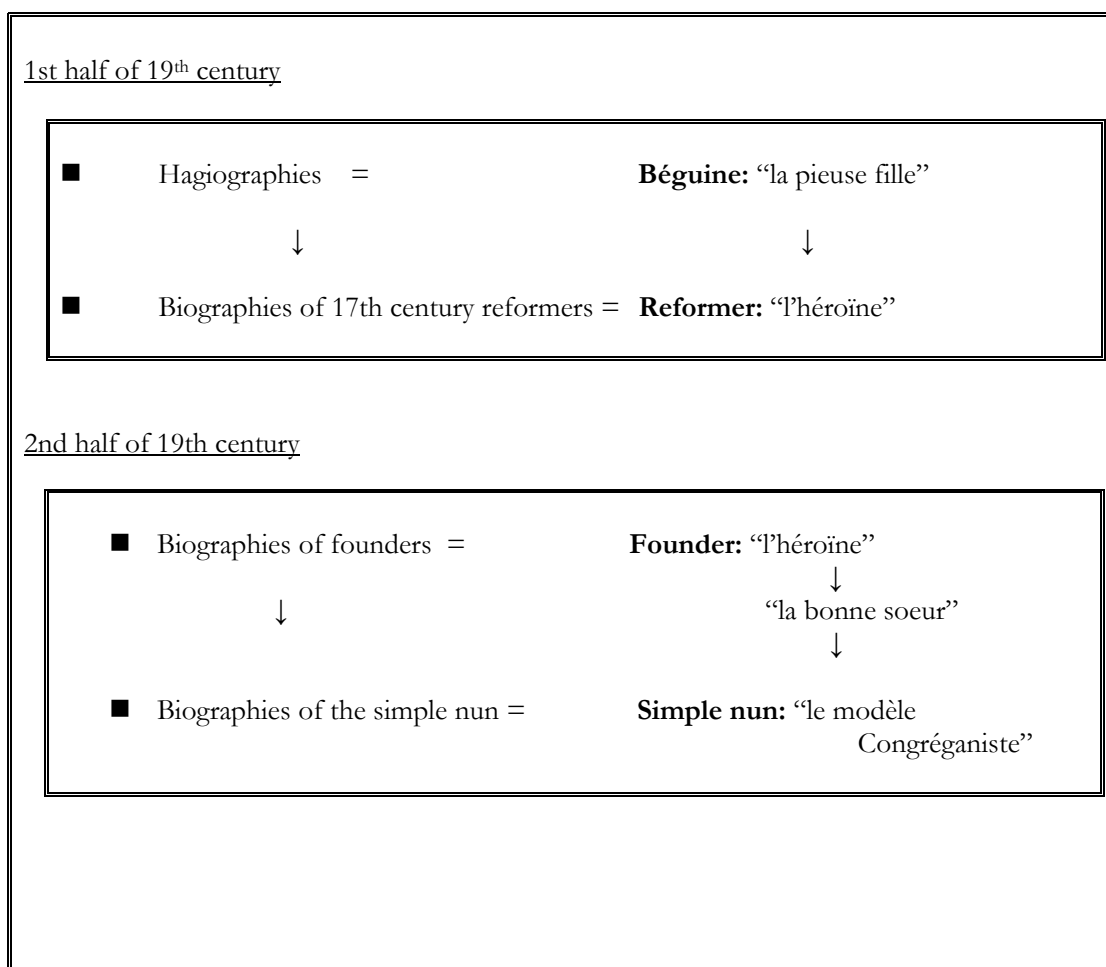 1st half of 19th century
■ Hagiographies = Béguine: “la pieuse fille”
↓ ↓
■ Biographies of 17th century reformers = Reformer: “l’héroïne”
2nd half of 19th century
■ Biographies of founders = Founder: “l’héroïne”
↓
↓ “la bonne soeur”
↓
■ Biographies of the simple nun = Simple nun: “le modèle
Congréganiste”